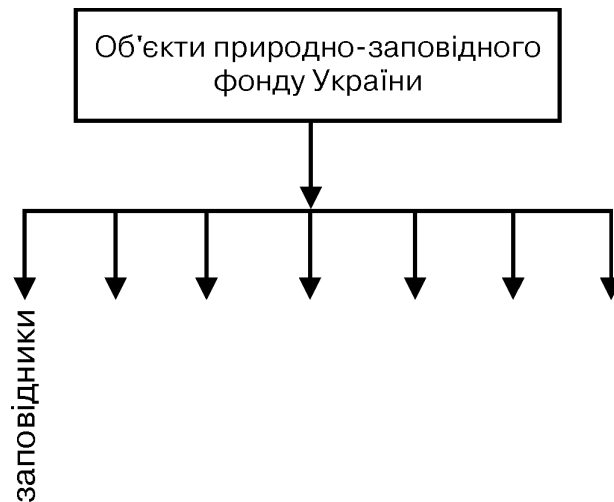 Об'єкти природно-заповідного
фонду України
заповідники